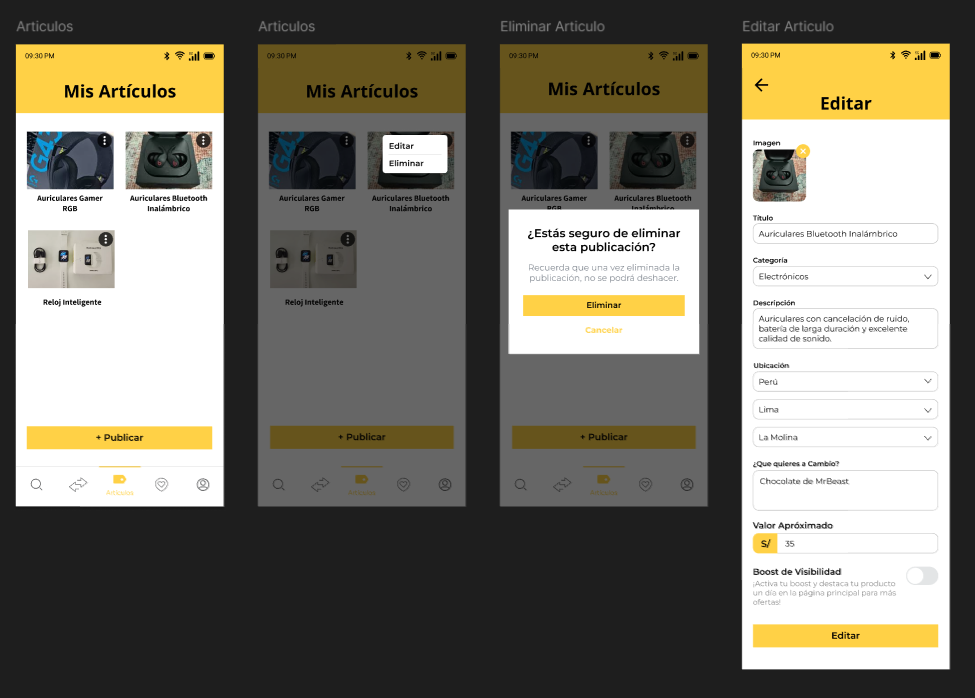 Articulos
09:30 PM
Mis Artículos
Auriculares Gamer
RGB
Auriculares Bluetooth
Inalámbrico
Reloj Inteligente
+ Publicar
Artículos
Articulos
09:30 PM
Mis Artículos
Editar
Eliminar
Auriculares Gamer
RGB
Auriculares Bluetooth
Inalámbrico
Reloj Inteligente
+ Publicar
Artículos
Eliminar Articulo
09:30 PM
Mis Artículos
Auriculares Gamer
RGB
Auriculares Bluetooth
Inalámbrico
¿Estás seguro de eliminar
esta publicación?
Recuerda que una vez eliminada la
publicación, no se podrá deshacer.
Eliminar
Cancelar
+ Publicar
Artículos
Editar Articulo
09:30 PM
Editar
Imagen
Título
Auriculares Bluetooth Inalámbrico
Categoría
Electrónicos
Descripción
Auriculares con cancelación de ruido,
batería de larga duración y excelente
calidad de sonido.
Ubicación
Perú
Lima
La Molina
¿Que quieres a Cambio?
Chocolate de MrBeast
Valor Apróximado
S/
35
Boost de Visibilidad
¡Activa tu boost y destaca tu producto
un día en la página principal para más
ofertas!
Editar